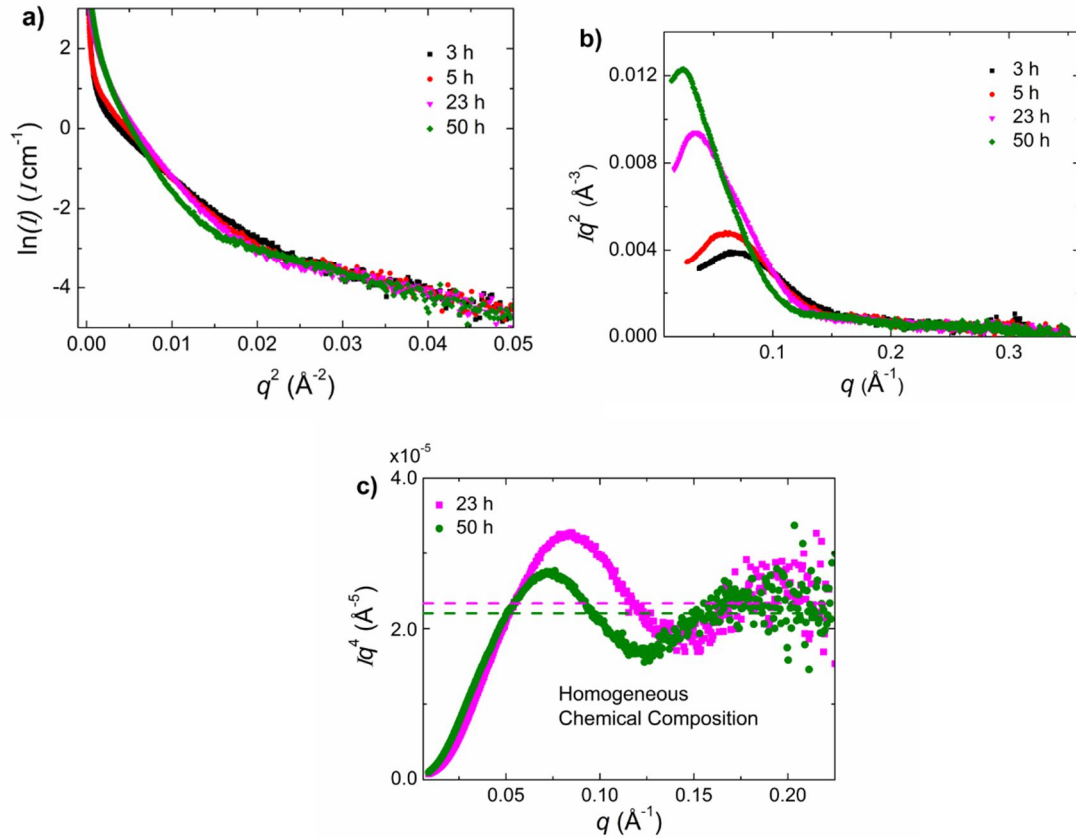 a)
2
0
-2
-4
ln(I) (I cm⁻¹)
3 h
5 h
23 h
50 h
0.00 0.01 0.02 0.03 0.04 0.05
q² (Å⁻²)
b)
0.012
0.008
0.004
0.000
Iq² (Å⁻³)
3 h
5 h
23 h
50 h
0.1 0.2 0.3
q (Å⁻¹)
x10⁻⁵
c)
4.0
2.0
0.0
Iq⁴ (Å⁻⁵)
23 h
50 h
Homogeneous
Chemical Composition
0.05 0.10 0.15 0.20
q (Å⁻¹)